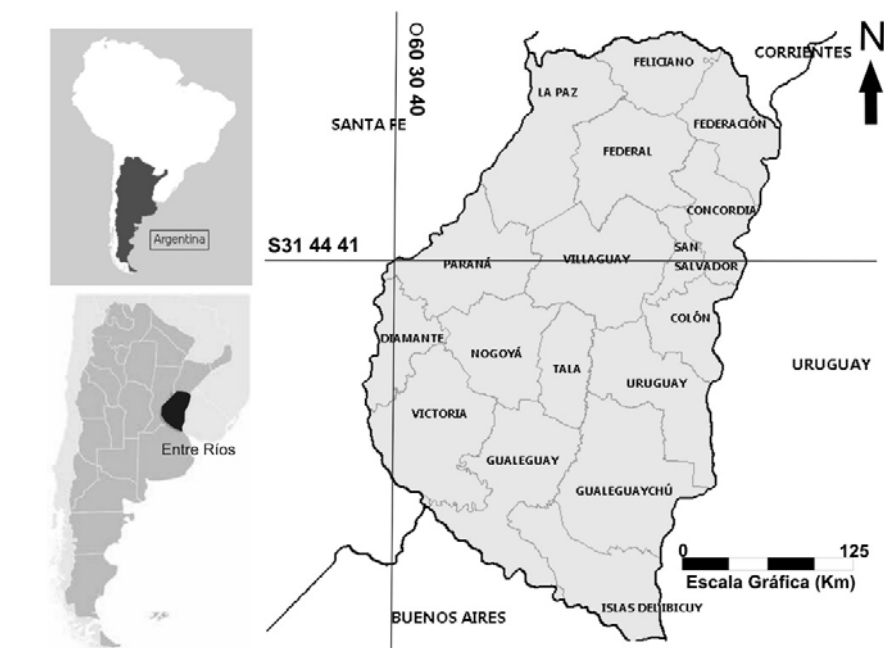 Argentina
Entre Ríos
O60 30 40
S31 44 41
N
CORRIENTES
SANTA FE
URUGUAY
BUENOS AIRES
FELICIANO
LA PAZ
FEDERACIÓN
FEDERAL
CONCORDIA
SAN
SALVADOR
VILLAGUAY
PARANÁ
COLÓN
DIAMANTE
NOGOYÁ
TALA
URUGUAY
VICTORIA
GUALEGUAY
GUALEGUAYCHÚ
ISLAS DEL IBICUY
0 125
Escala Gráfica (Km)